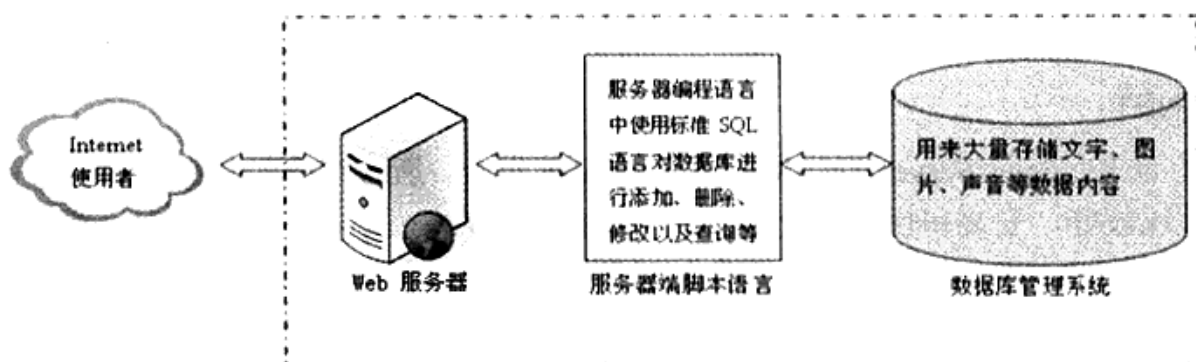 Internet
使用者
Web 服务器
服务器编程语言
中使用标准 SQL
语言对数据库进
行添加、删除、
修改以及查询等
服务器端脚本语言
用来大量存储文字、图
片、声音等数据内容
数据库管理系统